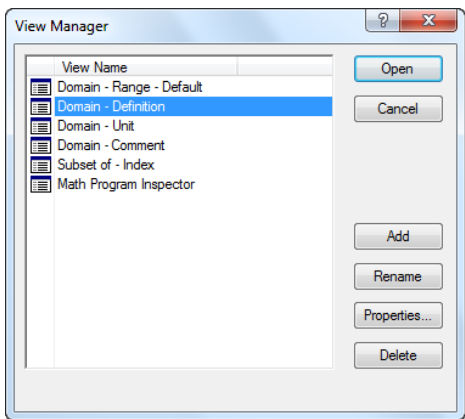 View Manager
?
View Name
Domain - Range - Default
Domain - Definition
Domain - Unit
Domain - Comment
Subset of - Index
Math Program Inspector
Open
Cancel
Add
Rename
Properties...
Delete